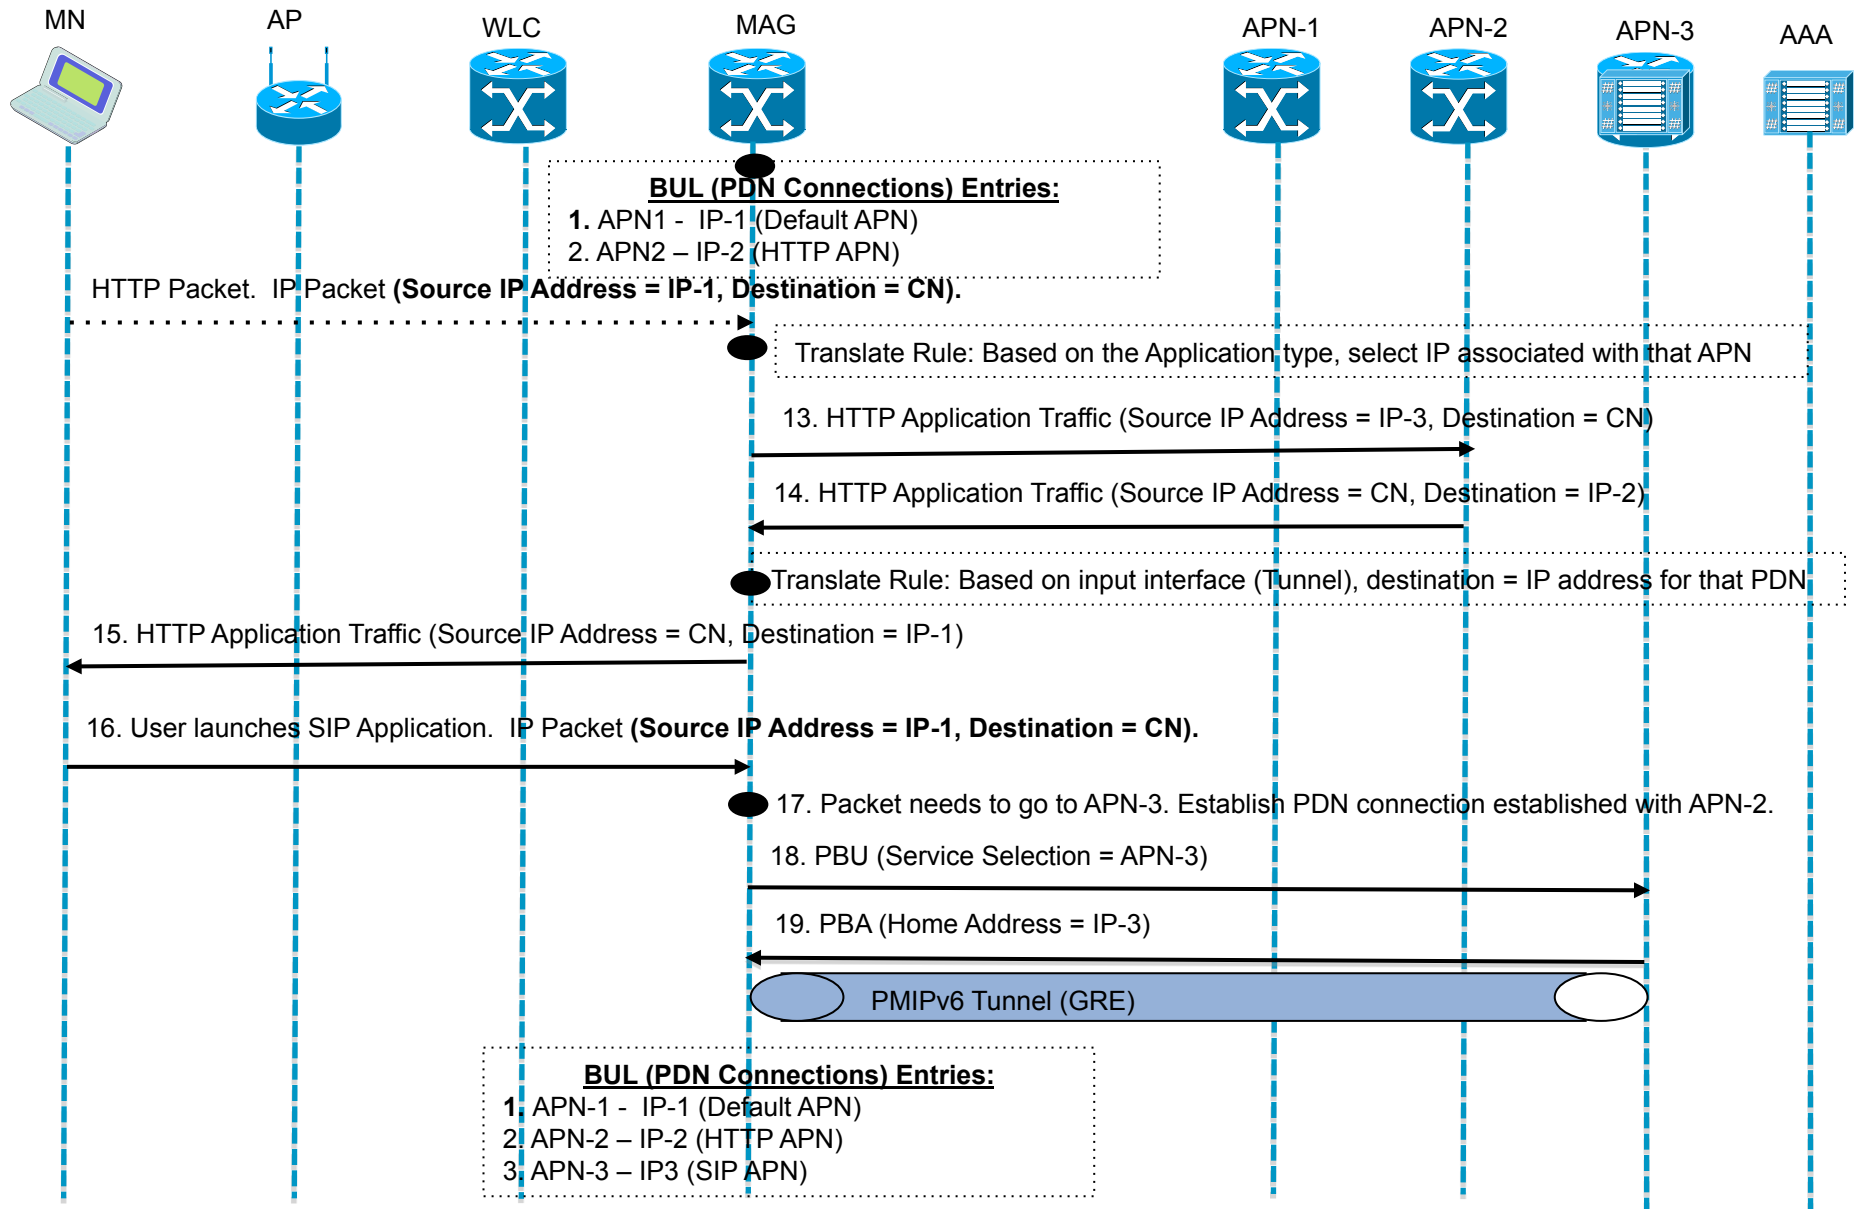 MN
AP
WLC
MAG
APN-1
APN-2
APN-3
AAA
BUL (PDN Connections) Entries:
1. APN1 - IP-1 (Default APN)
2. APN2 – IP-2 (HTTP APN)
HTTP Packet. IP Packet (Source IP Address = IP-1, Destination = CN).
Translate Rule: Based on the Application type, select IP associated with that APN
13. HTTP Application Traffic (Source IP Address = IP-3, Destination = CN)
14. HTTP Application Traffic (Source IP Address = CN, Destination = IP-2)
Translate Rule: Based on input interface (Tunnel), destination = IP address for that PDN
15. HTTP Application Traffic (Source IP Address = CN, Destination = IP-1)
16. User launches SIP Application. IP Packet (Source IP Address = IP-1, Destination = CN).
17. Packet needs to go to APN-3. Establish PDN connection established with APN-2.
18. PBU (Service Selection = APN-3)
19. PBA (Home Address = IP-3)
PMIPv6 Tunnel (GRE)
BUL (PDN Connections) Entries:
1. APN-1 - IP-1 (Default APN)
2. APN-2 – IP-2 (HTTP APN)
3. APN-3 – IP3 (SIP APN)